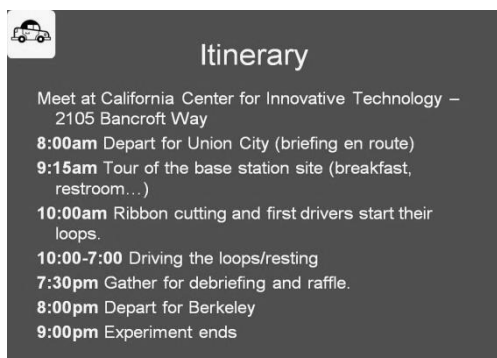 Itinerary
Meet at California Center for Innovative Technology –
2105 Bancroft Way
8:00am Depart for Union City (briefing en route)
9:15am Tour of the base station site (breakfast,
restroom…)
10:00am Ribbon cutting and first drivers start their
loops.
10:00-7:00 Driving the loops/resting
7:30pm Gather for debriefing and raffle.
8:00pm Depart for Berkeley
9:00pm Experiment ends